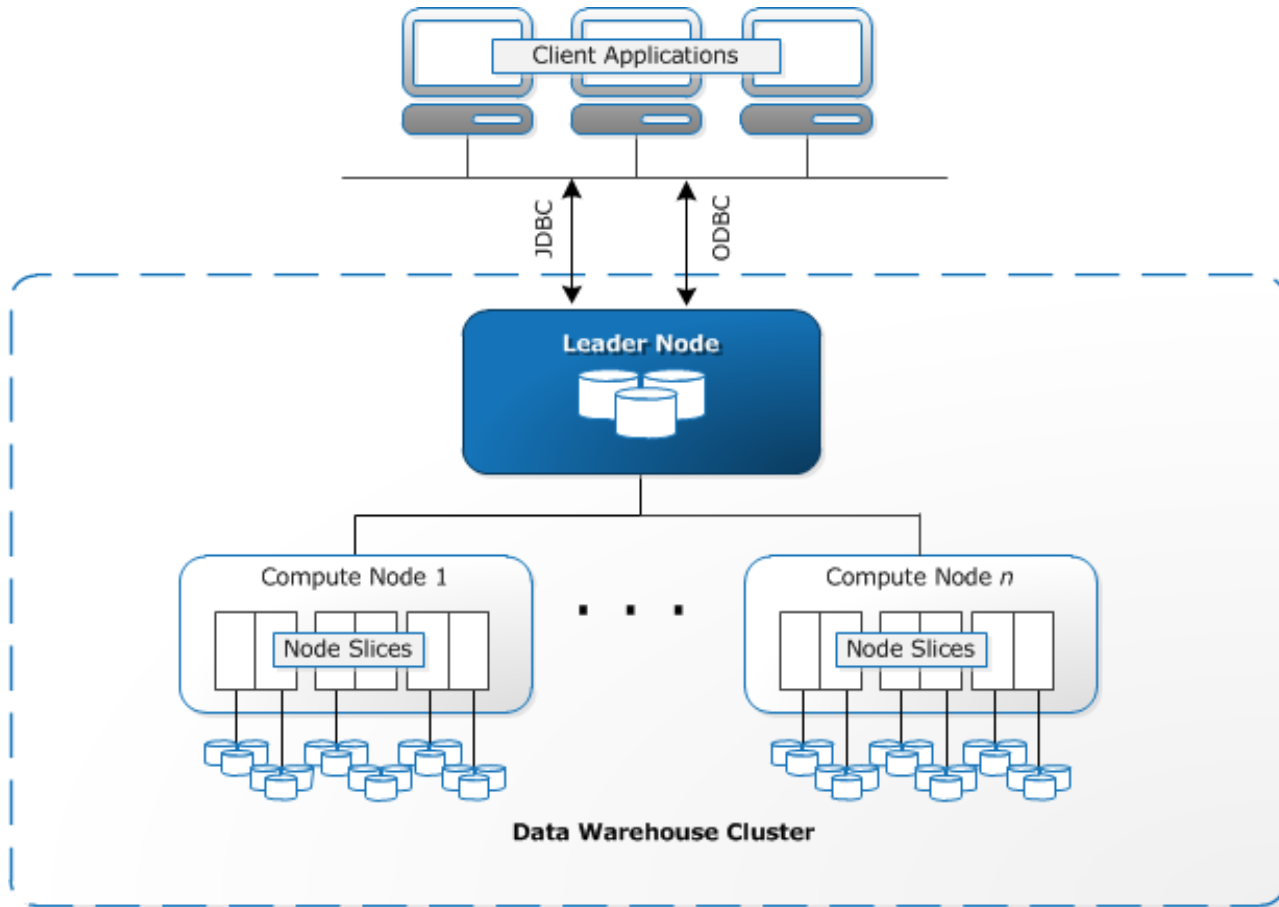 Client Applications
JDBC
ODBC
Leader Node
Compute Node 1
Compute Node n
Node Slices
Node Slices
Data Warehouse Cluster